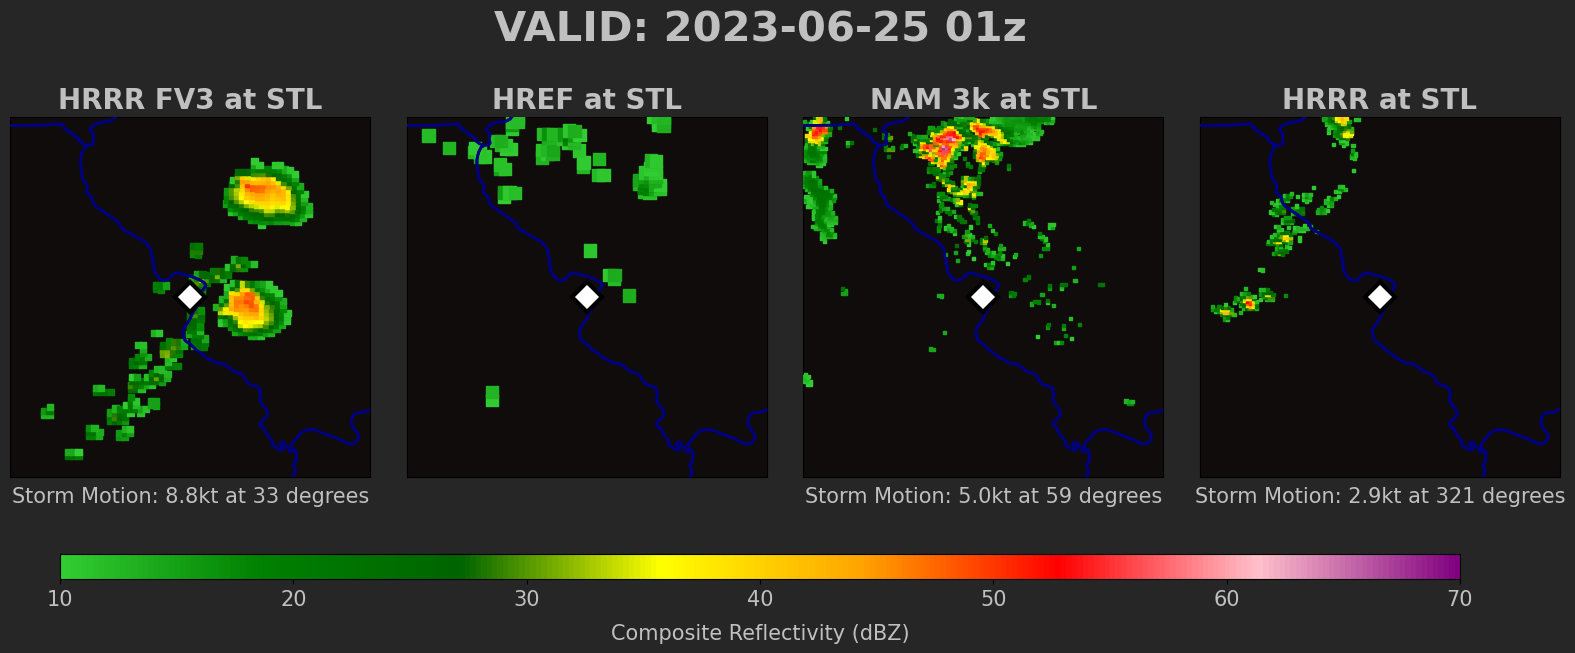 VALID: 2023-06-25 01z
HRRR FV3 at STL
HREF at STL
NAM 3k at STL
HRRR at STL
Storm Motion: 8.8kt at 33 degrees
Storm Motion: 5.0kt at 59 degrees
Storm Motion: 2.9kt at 321 degrees
10 20 30 40 50 60 70
Composite Reflectivity (dBZ)